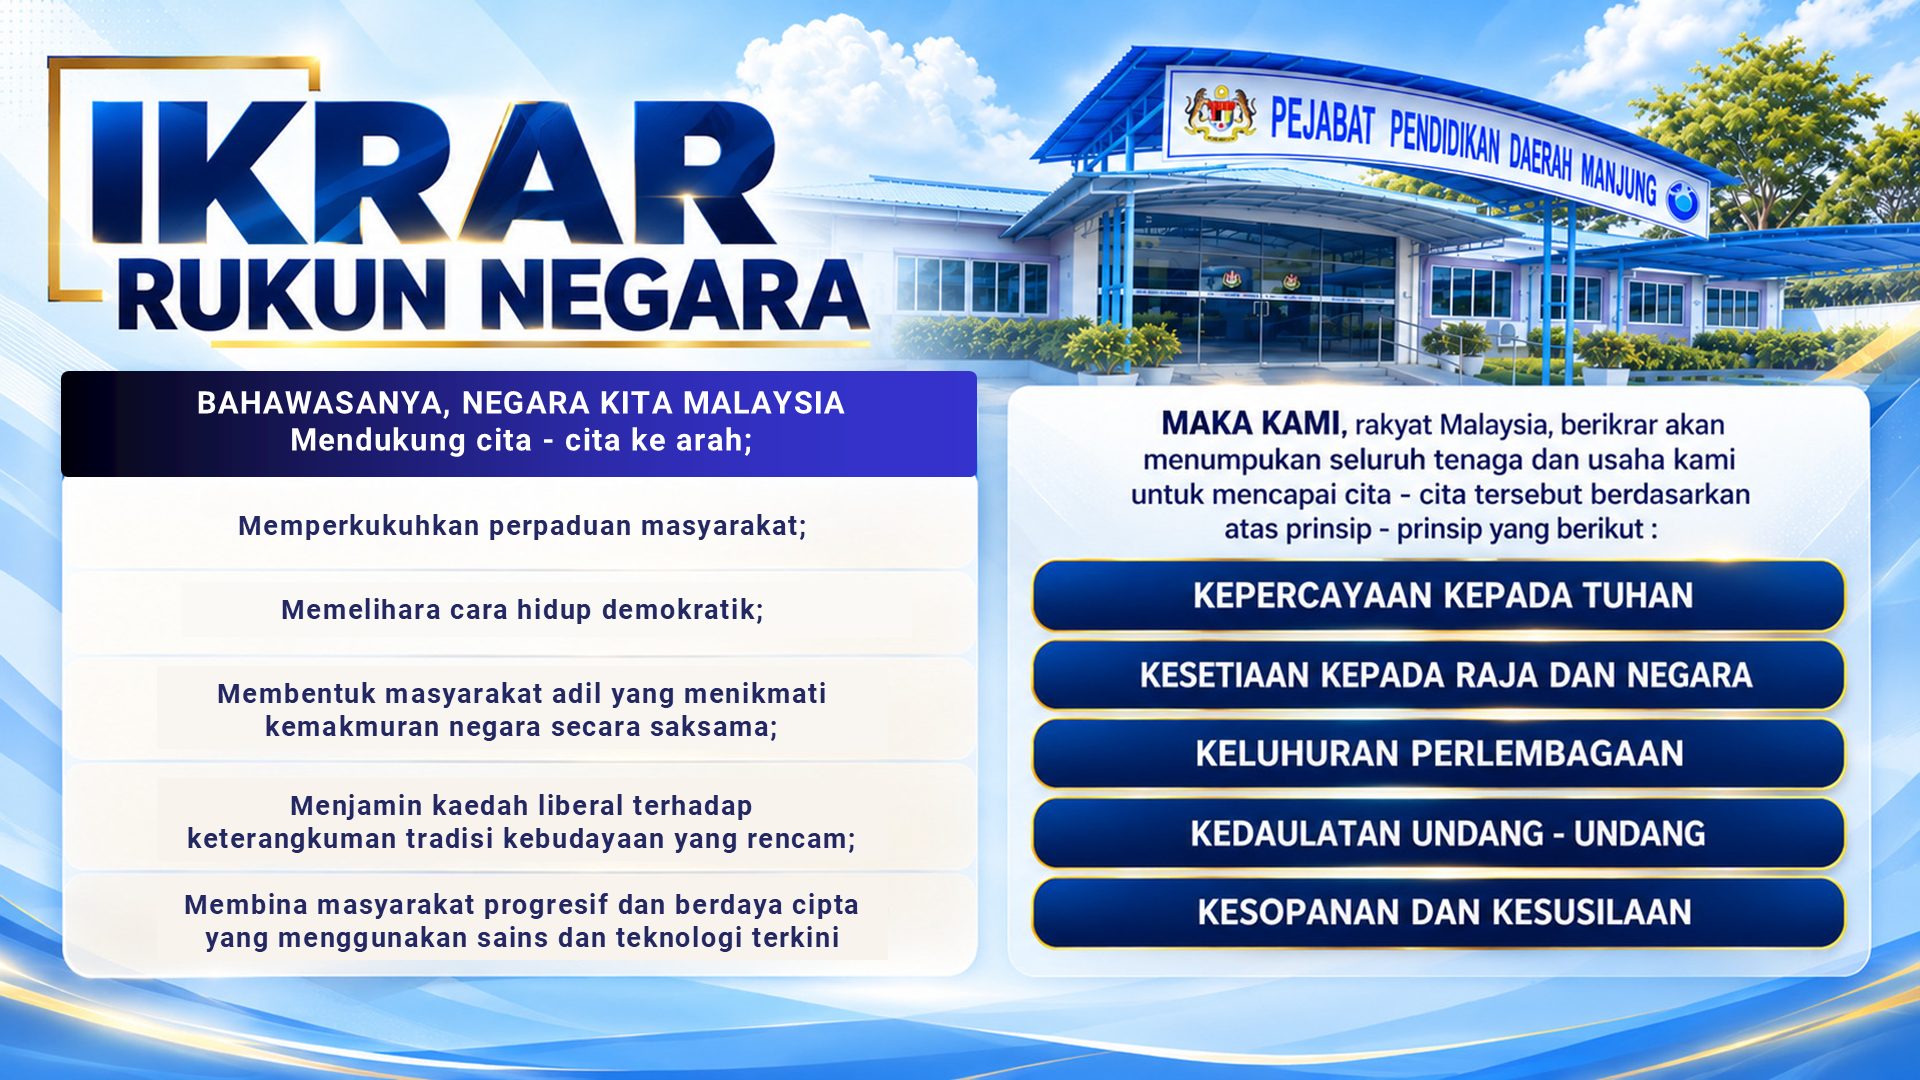 IKRAR
RUKUN NEGARA
PEJABAT PENDIDIKAN DAERAH MANJUNG
BAHAWASANYA, NEGARA KITA MALAYSIA
Mendukung cita - cita ke arah;
Memperkukuhkan perpaduan masyarakat;
Memelihara cara hidup demokratik;
Membentuk masyarakat adil yang menikmati
kemakmuran negara secara saksama;
Menjamin kaedah liberal terhadap
keterangkuman tradisi kebudayaan yang rencam;
Membina masyarakat progresif dan berdaya cipta
yang menggunakan sains dan teknologi terkini
MAKA KAMI, rakyat Malaysia, berikrar akan
menumpukan seluruh tenaga dan usaha kami
untuk mencapai cita - cita tersebut berdasarkan
atas prinsip - prinsip yang berikut :
KEPERCAYAAN KEPADA TUHAN
KESETIAAN KEPADA RAJA DAN NEGARA
KELUHURAN PERLEMBAGAAN
KEDAULATAN UNDANG - UNDANG
KESOPANAN DAN KESUSILAAN